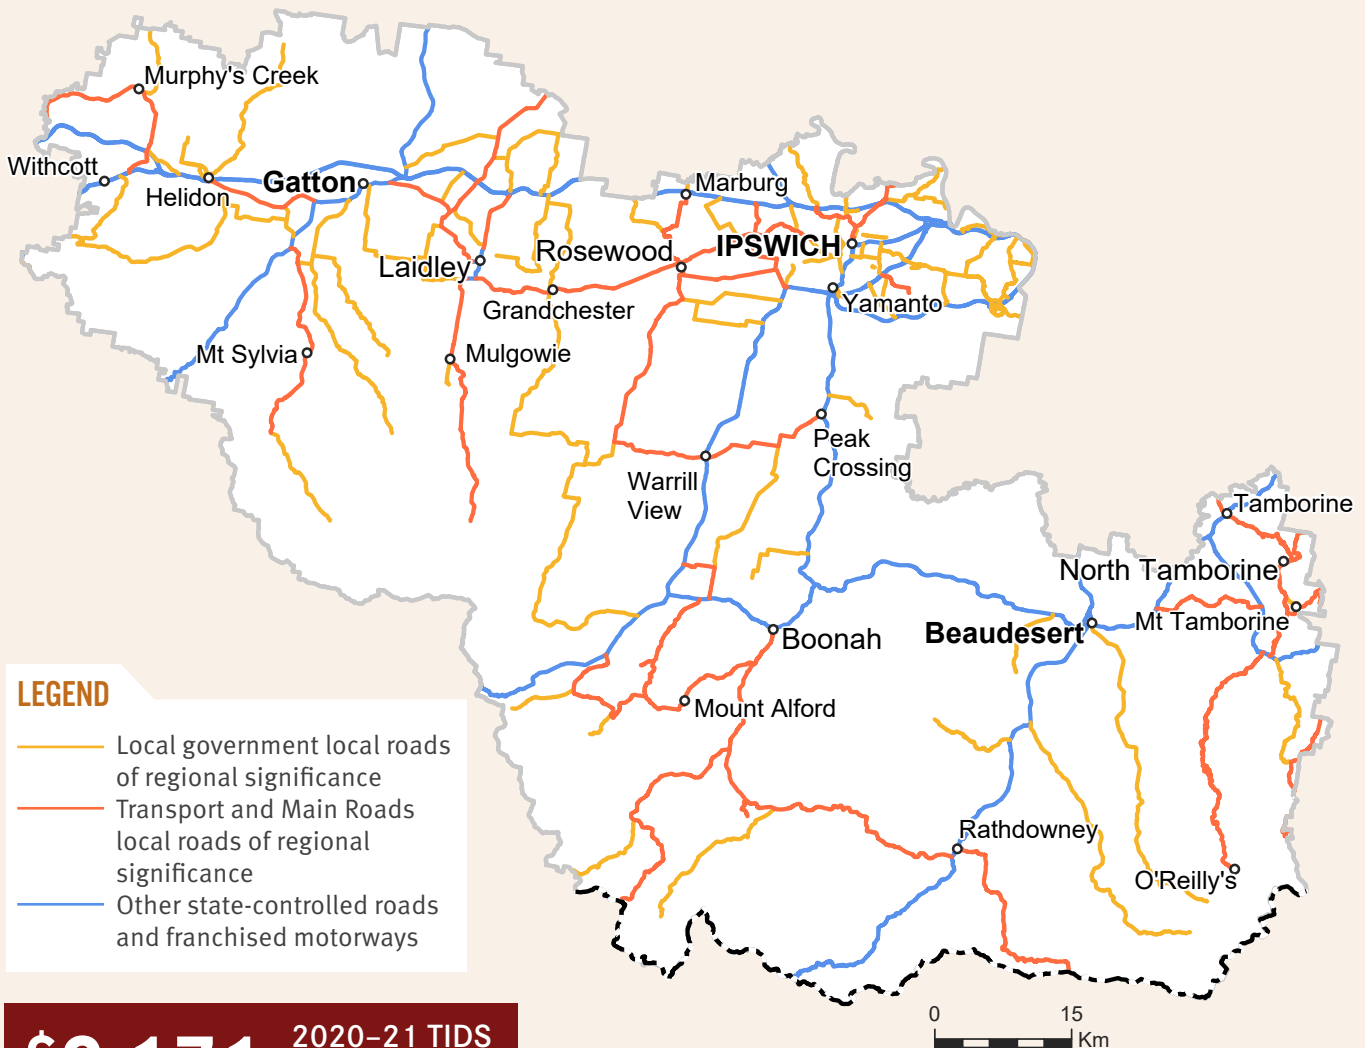 Murphy's Creek
Withcott
Helidon
Gatton
Marburg
Laidley
Rosewood
IPSWICH
Grandchester
Yamanto
Mt Sylvia
Mulgowie
Peak
Crossing
Warrill
View
Tamborine
North Tamborine
Mt Tamborine
Beaudesert
Boonah
Mount Alford
Rathdowney
O'Reilly's
LEGEND
Local government local roads
of regional significance
Transport and Main Roads
local roads of regional
significance
Other state-controlled roads
and franchised motorways
2020–21 TIDS
0 15
Km